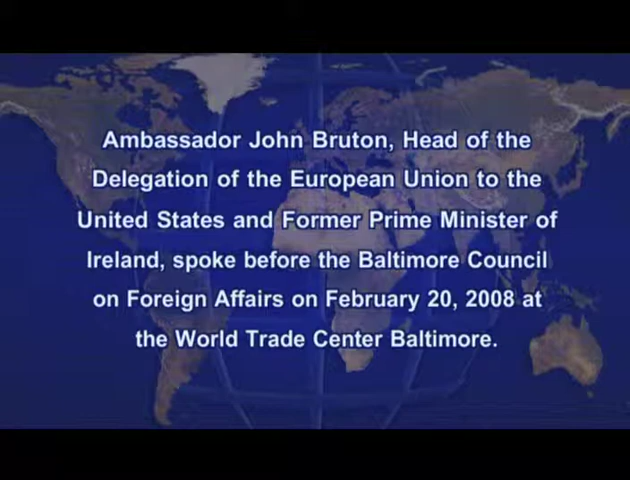 Ambassador John Bruton, Head of the
Delegation of the European Union to the
United States and Former Prime Minister of
Ireland, spoke before the Baltimore Council
on Foreign Affairs on February 20, 2008 at
the World Trade Center Baltimore.